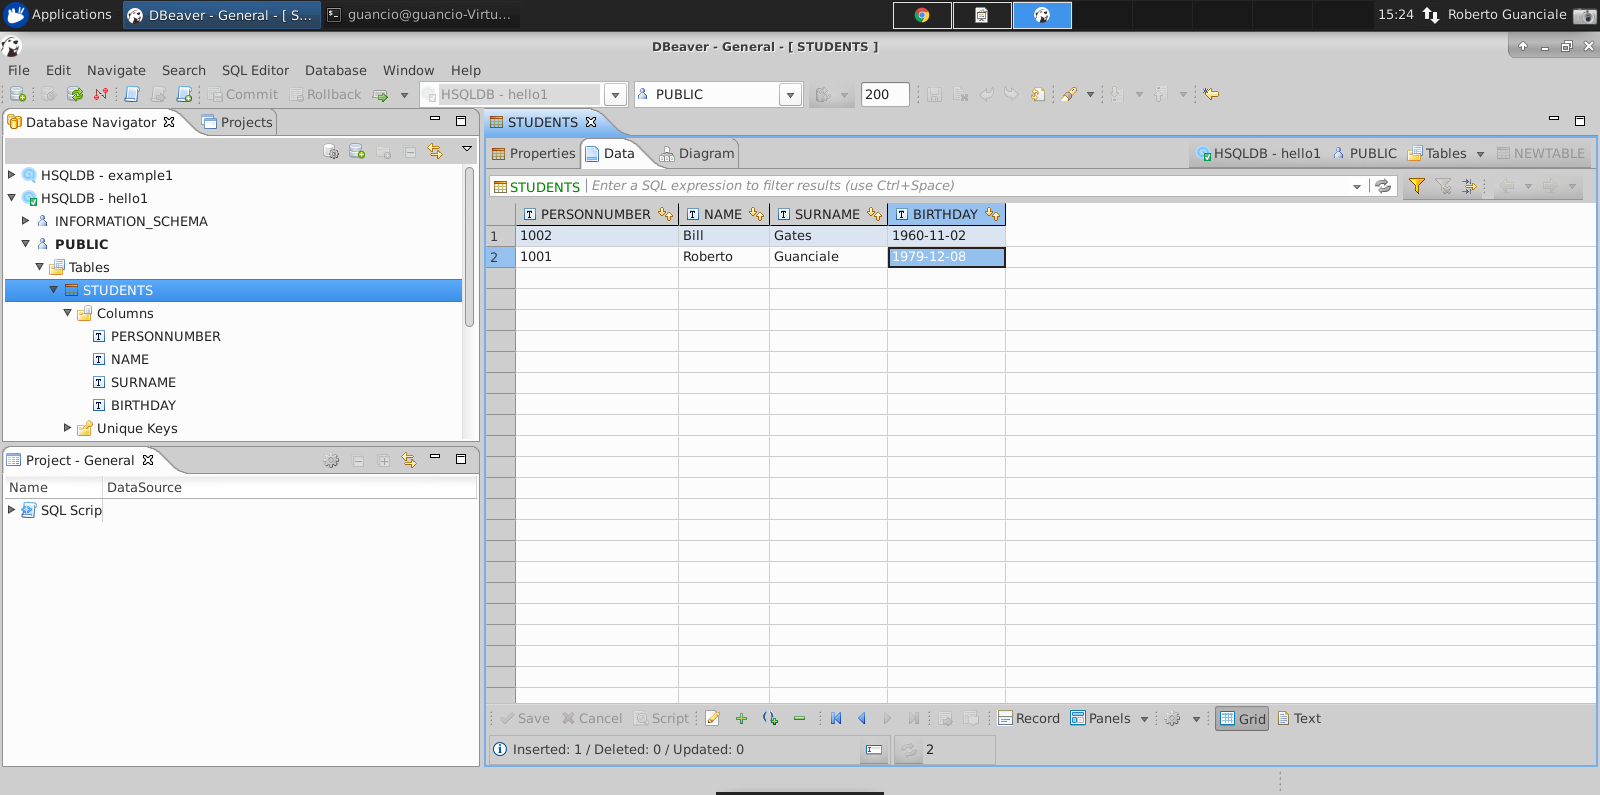 Applications
DBeaver - General - [ S...
guancio@guancio-Virtu...
15:24
Roberto Guanciale
DBeaver - General - [ STUDENTS ]
File Edit Navigate Search SQL Editor Database Window Help
Commit Rollback HSQLDB - hello1 PUBLIC 200
Database Navigator Projects
HSQLDB - example1
HSQLDB - hello1
INFORMATION_SCHEMA
PUBLIC
Tables
STUDENTS
Columns
PERSONNUMBER
NAME
SURNAME
BIRTHDAY
Unique Keys
Project - General
Name DataSource
SQL Scrip
STUDENTS
Properties Data Diagram HSQLDB - hello1 PUBLIC Tables NEWTABLE
STUDENTS Enter a SQL expression to filter results (use Ctrl+Space)
PERSONNUMBER NAME SURNAME BIRTHDAY
1 1002 Bill Gates 1960-11-02
2 1001 Roberto Guanciale 1979-12-08
Save Cancel Script Record Panels Grid Text
Inserted: 1 / Deleted: 0 / Updated: 0 2